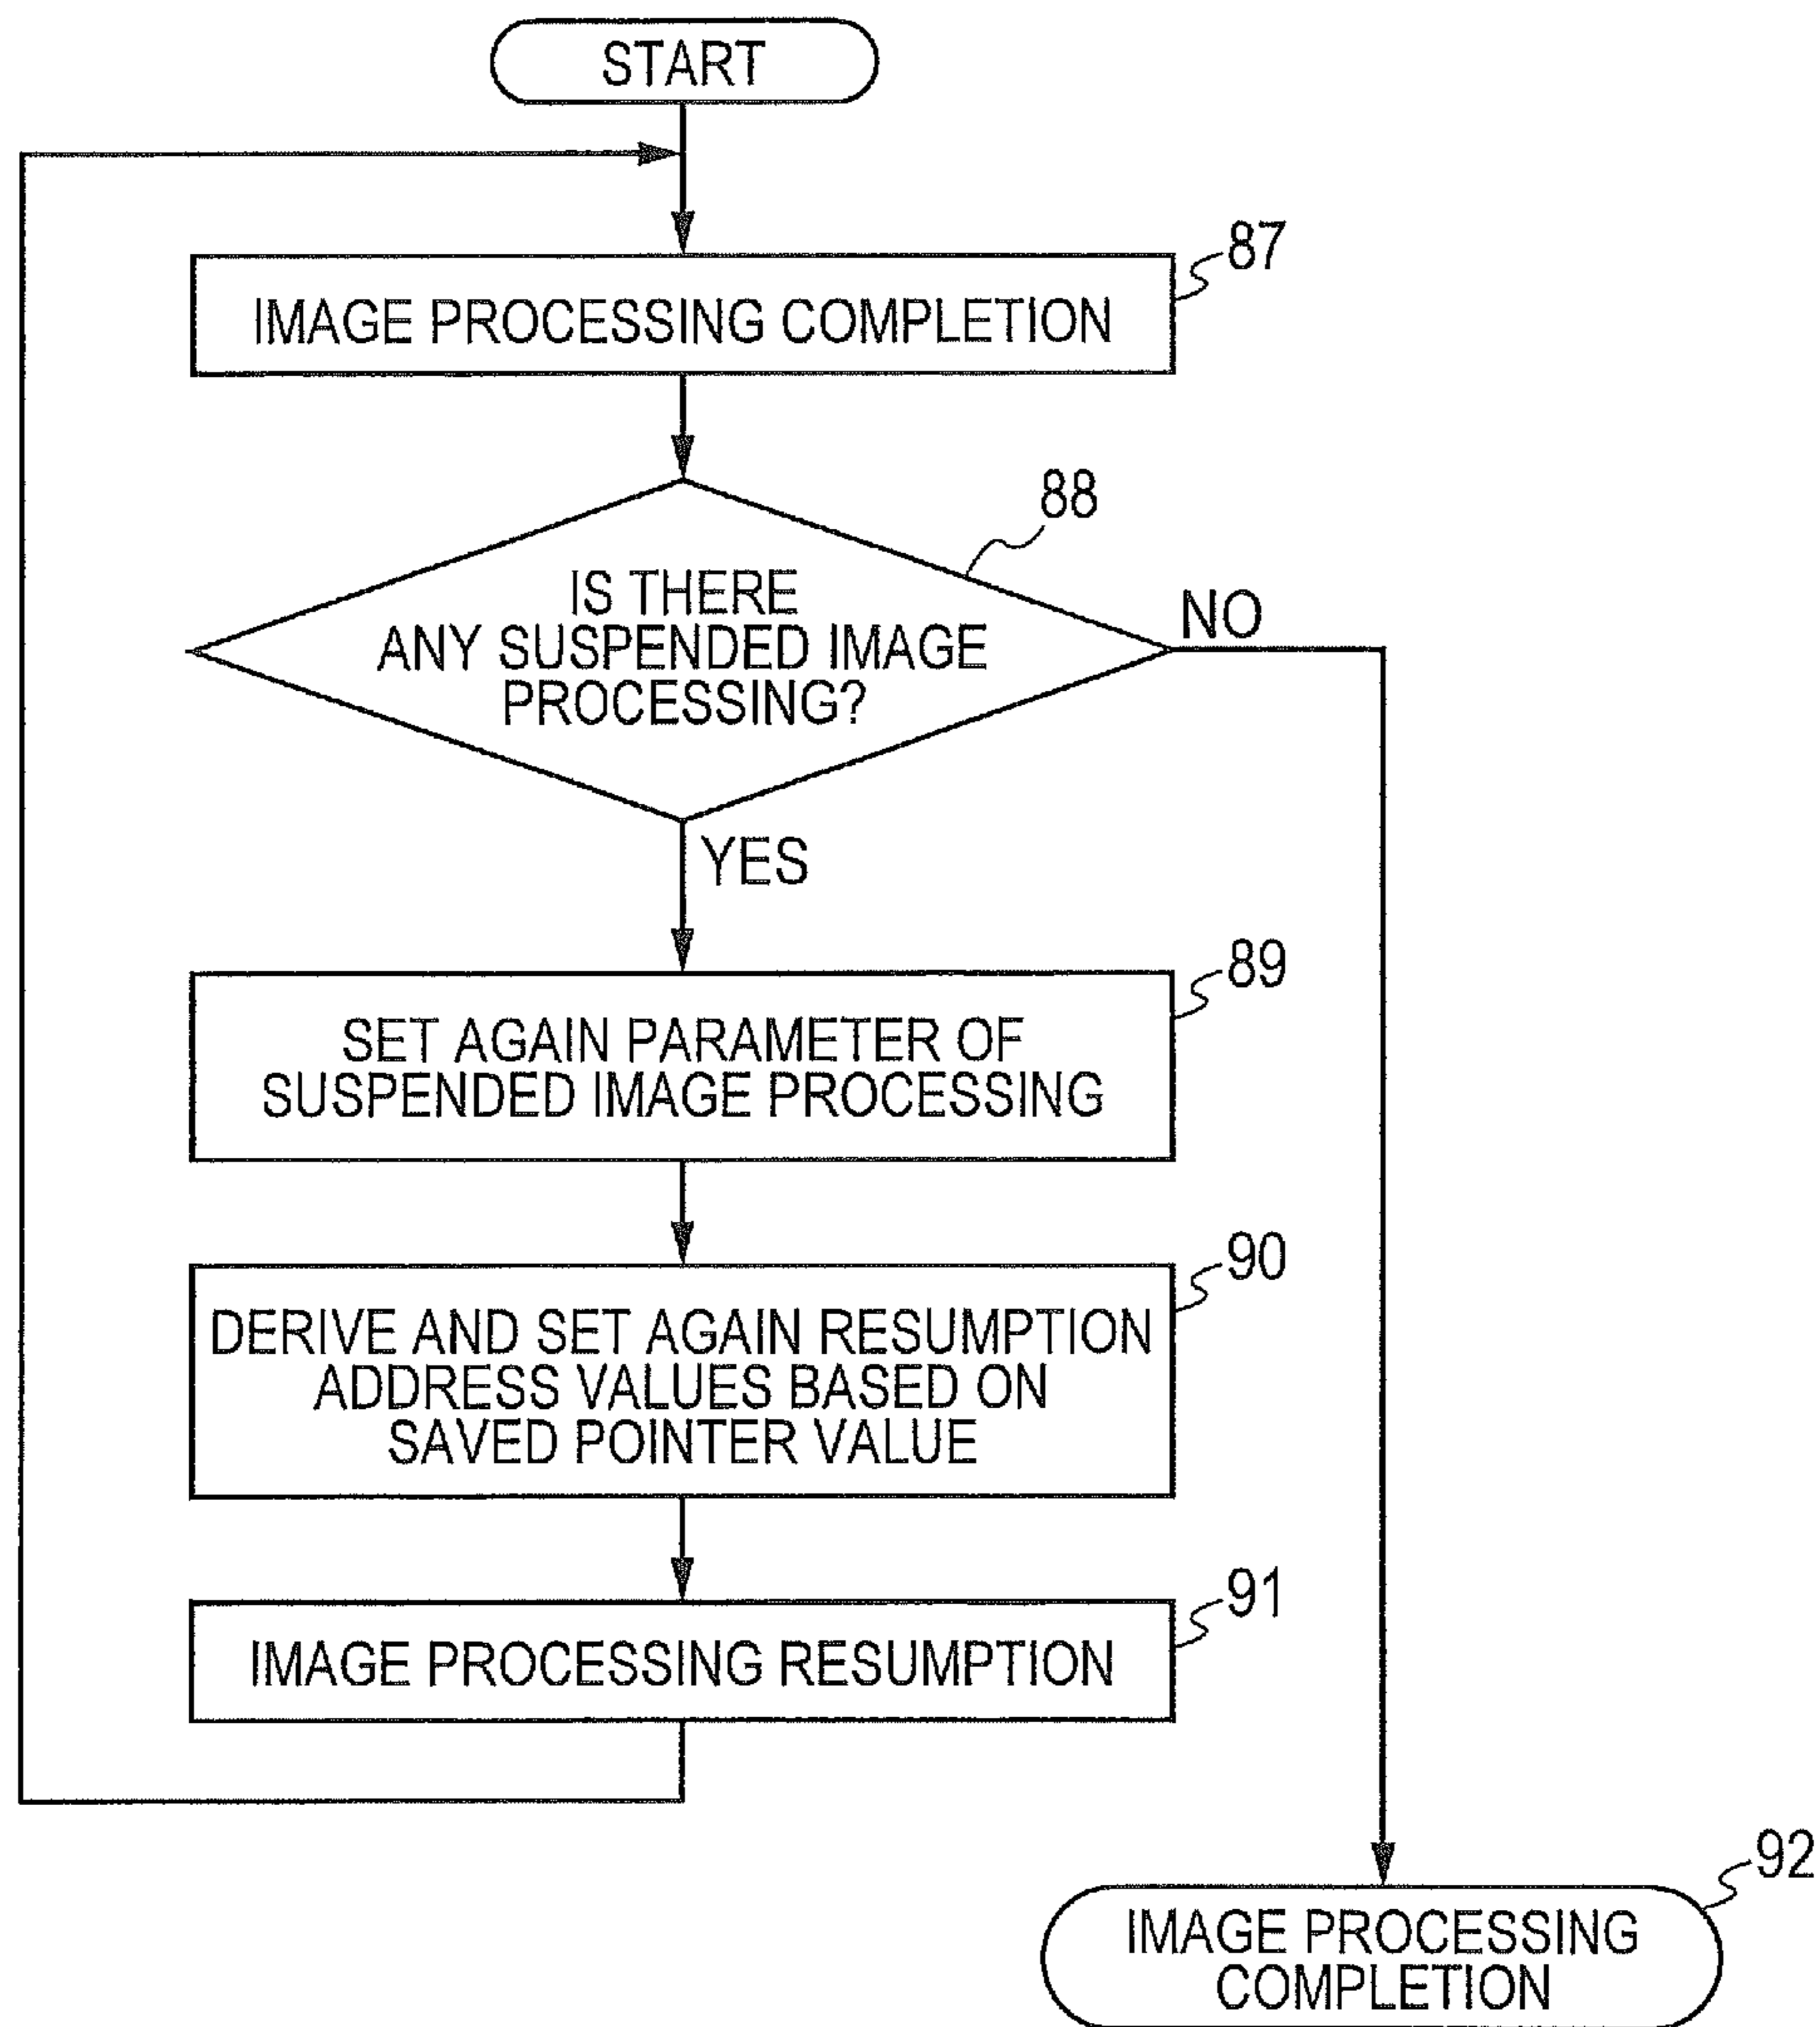 START
87
IMAGE PROCESSING COMPLETION
88
IS THERE
ANY SUSPENDED IMAGE
PROCESSING?
NO
YES
89
SET AGAIN PARAMETER OF
SUSPENDED IMAGE PROCESSING
90
DERIVE AND SET AGAIN RESUMPTION
ADDRESS VALUES BASED ON
SAVED POINTER VALUE
91
IMAGE PROCESSING RESUMPTION
92
IMAGE PROCESSING
COMPLETION